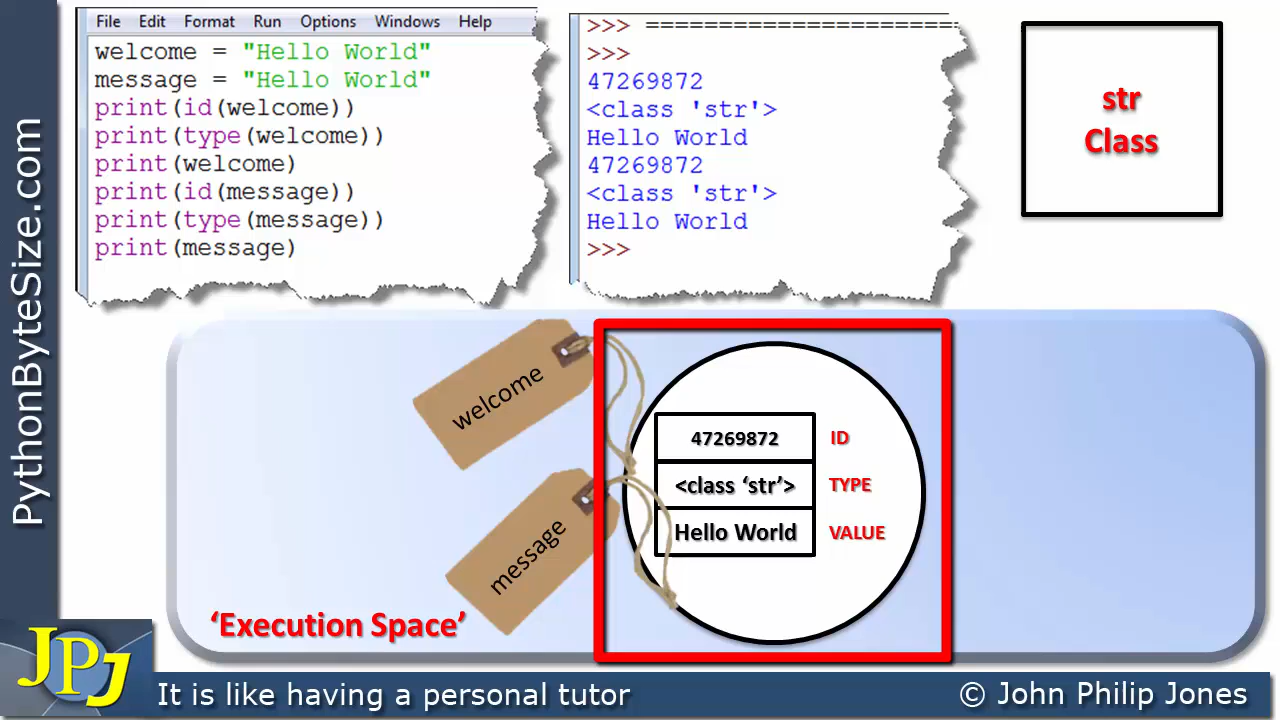 File Edit Format Run Options Windows Help
welcome = "Hello World"
message = "Hello World"
print(id(welcome))
print(type(welcome))
print(welcome)
print(id(message))
print(type(message))
print(message)
>>> ================================
>>>
47269872
<class 'str'>
Hello World
47269872
<class 'str'>
Hello World
>>>
str
Class
PythonByteSize.com
welcome
message
47269872 ID
<class ‘str’> TYPE
Hello World VALUE
‘Execution Space’
JPJ
It is like having a personal tutor
© John Philip Jones